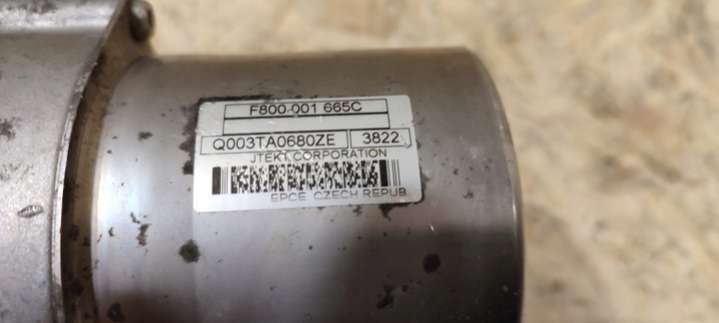 F800-001 665C
Q003TA0680ZE 3822
JTEKT CORPORATION
EPCE CZECH REPUB